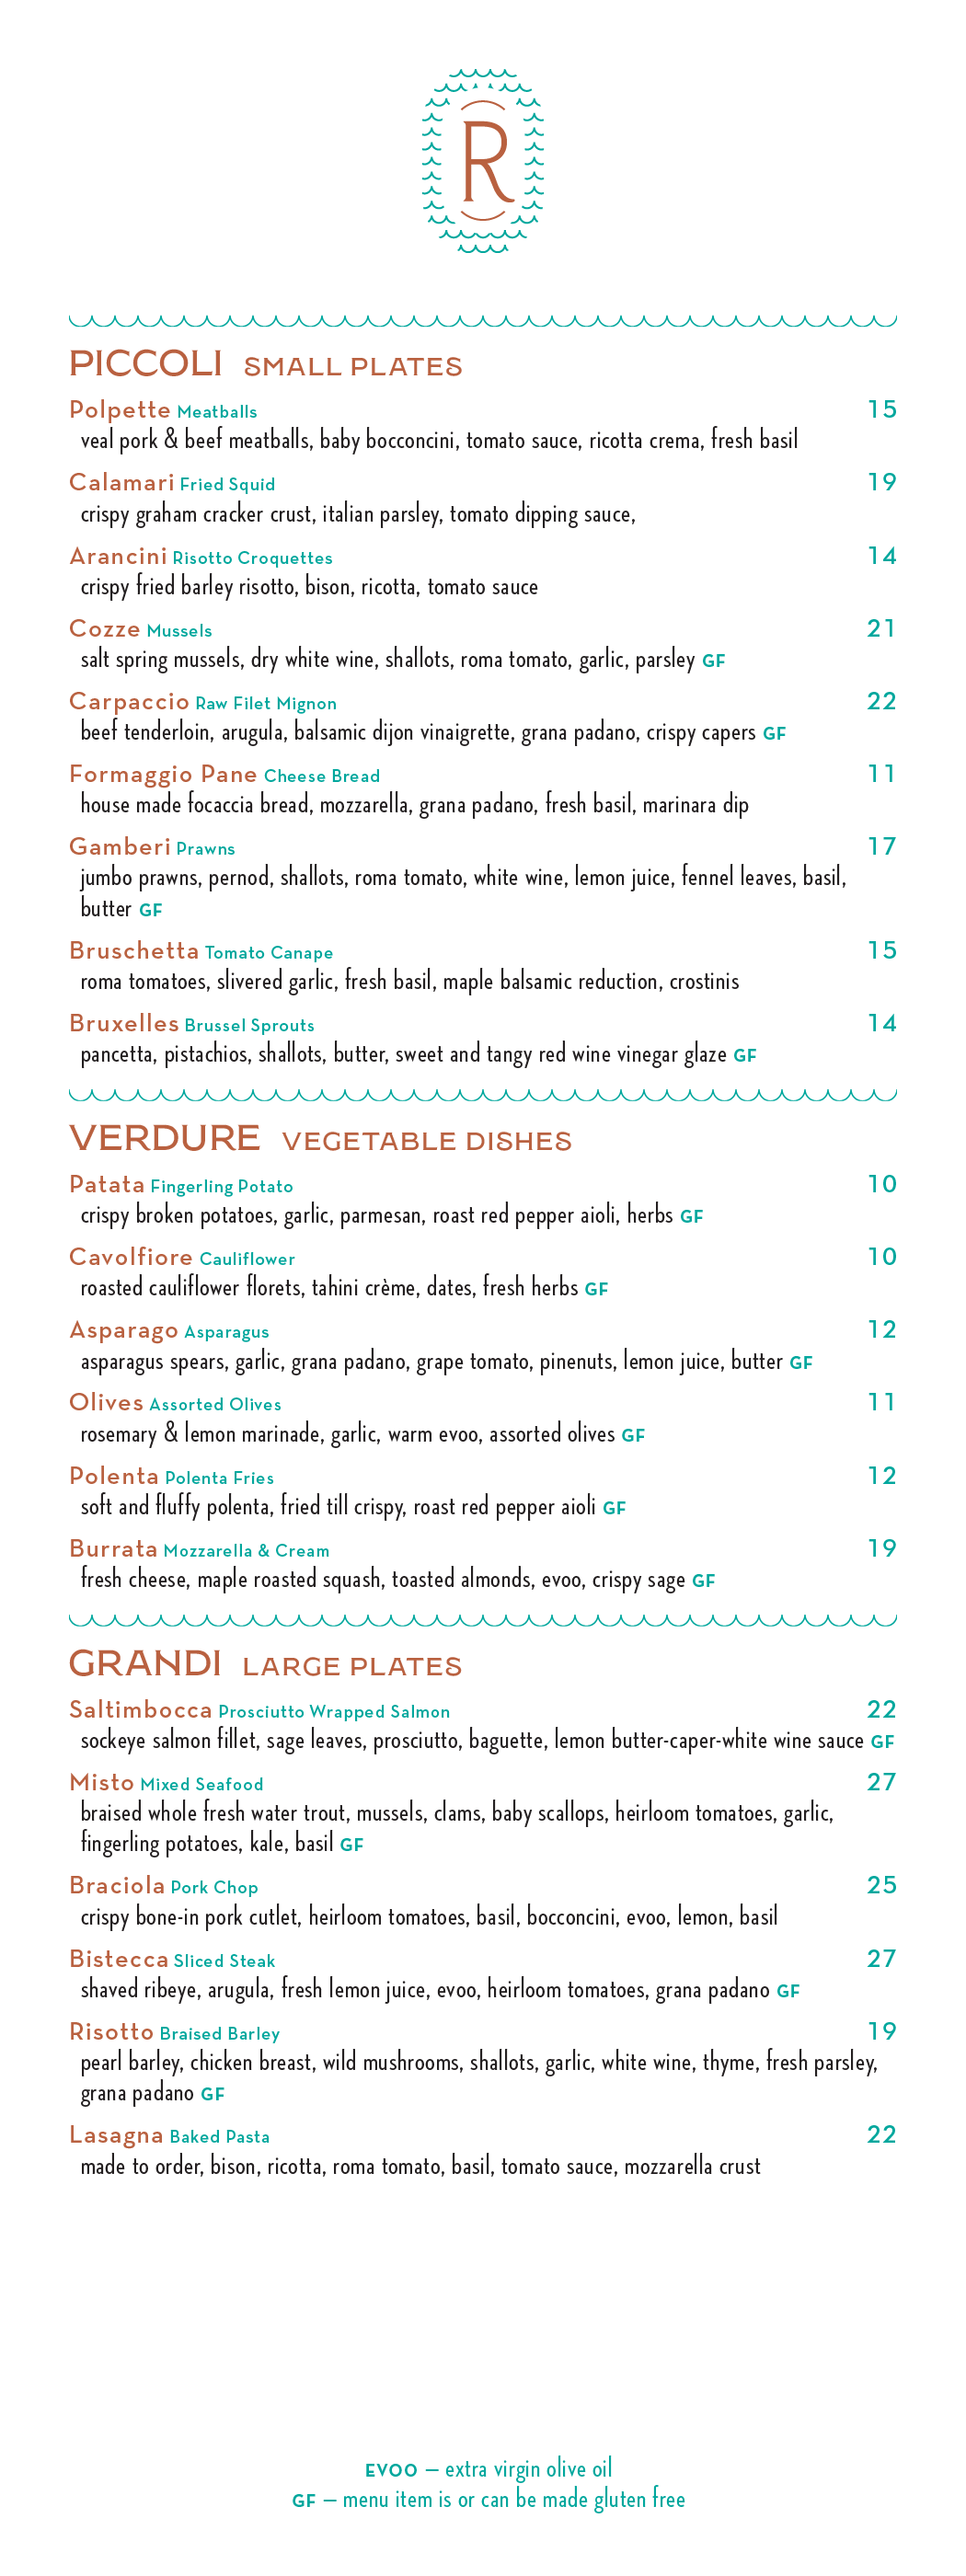 R
PICCOLI SMALL PLATES
Polpette Meatballs 15
veal pork & beef meatballs, baby bocconcini, tomato sauce, ricotta crema, fresh basil
Calamari Fried Squid 19
crispy graham cracker crust, italian parsley, tomato dipping sauce,
Arancini Risotto Croquettes 14
crispy fried barley risotto, bison, ricotta, tomato sauce
Cozze Mussels 21
salt spring mussels, dry white wine, shallots, roma tomato, garlic, parsley GF
Carpaccio Raw Filet Mignon 22
beef tenderloin, arugula, balsamic dijon vinaigrette, grana padano, crispy capers GF
Formaggio Pane Cheese Bread 11
house made focaccia bread, mozzarella, grana padano, fresh basil, marinara dip
Gamberi Prawns 17
jumbo prawns, pernod, shallots, roma tomato, white wine, lemon juice, fennel leaves, basil,
butter GF
Bruschetta Tomato Canape 15
roma tomatoes, slivered garlic, fresh basil, maple balsamic reduction, crostinis
Bruxelles Brussel Sprouts 14
pancetta, pistachios, shallots, butter, sweet and tangy red wine vinegar glaze GF
VERDURE VEGETABLE DISHES
Patata Fingerling Potato 10
crispy broken potatoes, garlic, parmesan, roast red pepper aioli, herbs GF
Cavolfiore Cauliflower 10
roasted cauliflower florets, tahini crème, dates, fresh herbs GF
Asparago Asparagus 12
asparagus spears, garlic, grana padano, grape tomato, pinenuts, lemon juice, butter GF
Olives Assorted Olives 11
rosemary & lemon marinade, garlic, warm evoo, assorted olives GF
Polenta Polenta Fries 12
soft and fluffy polenta, fried till crispy, roast red pepper aioli GF
Burrata Mozzarella & Cream 19
fresh cheese, maple roasted squash, toasted almonds, evoo, crispy sage GF
GRANDI LARGE PLATES
Saltimbocca Prosciutto Wrapped Salmon 22
sockeye salmon fillet, sage leaves, prosciutto, baguette, lemon butter-caper-white wine sauce GF
Misto Mixed Seafood 27
braised whole fresh water trout, mussels, clams, baby scallops, heirloom tomatoes, garlic,
fingerling potatoes, kale, basil GF
Braciola Pork Chop 25
crispy bone-in pork cutlet, heirloom tomatoes, basil, bocconcini, evoo, lemon, basil
Bistecca Sliced Steak 27
shaved ribeye, arugula, fresh lemon juice, evoo, heirloom tomatoes, grana padano GF
Risotto Braised Barley 19
pearl barley, chicken breast, wild mushrooms, shallots, garlic, white wine, thyme, fresh parsley,
grana padano GF
Lasagna Baked Pasta 22
made to order, bison, ricotta, roma tomato, basil, tomato sauce, mozzarella crust
EVOO – extra virgin olive oil
GF – menu item is or can be made gluten free